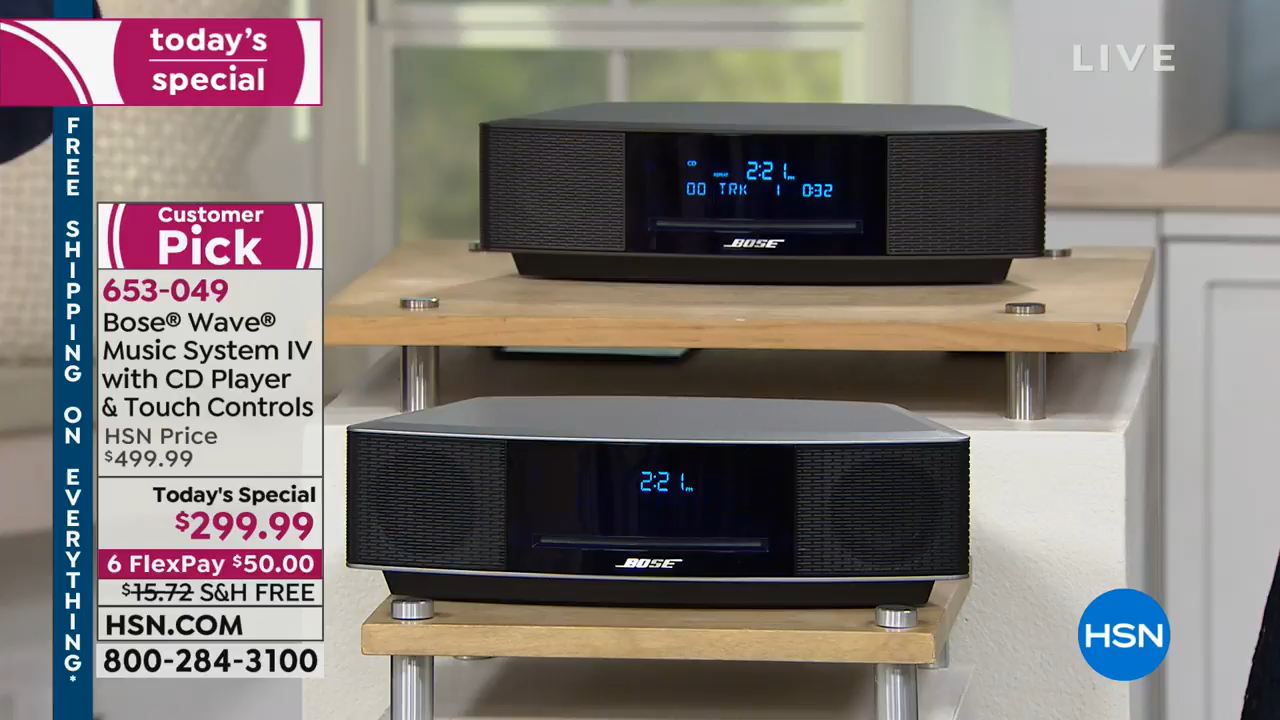 today's
special
LIVE
FREE SHIPPING ON EVERYTHING*
Customer
Pick
653-049
Bose® Wave®
Music System IV
with CD Player
& Touch Controls
HSN Price
$499.99
Today's Special
$299.99
6 FlexPay $50.00
$15.72 S&H FREE
HSN.COM
800-284-3100
CD
REPEAT 2:21
00 TRK 1 0:32
BOSE
2:21
BOSE
HSN